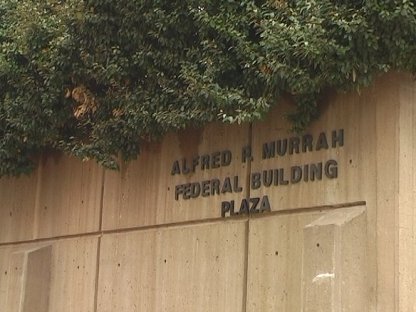 ALFRED P. MURRAH
FEDERAL BUILDING
PLAZA